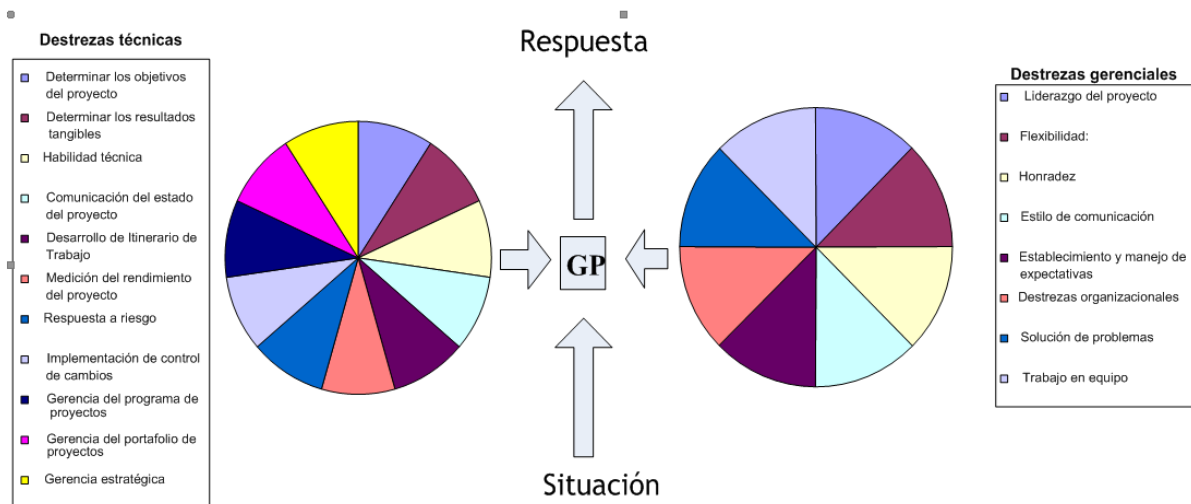 Destrezas técnicas
Determinar los objetivos
del proyecto
Determinar los resultados
tangibles
Habilidad técnica
Comunicación del estado
del proyecto
Desarrollo de Itinerario de
Trabajo
Medición del rendimiento
del proyecto
Respuesta a riesgo
Implementación de control
de cambios
Gerencia del programa de
proyectos
Gerencia del portafolio de
proyectos
Gerencia estratégica
Respuesta
GP
Situación
Destrezas gerenciales
Liderazgo del proyecto
Flexibilidad:
Honradez
Estilo de comunicación
Establecimiento y manejo de
expectativas
Destrezas organizacionales
Solución de problemas
Trabajo en equipo